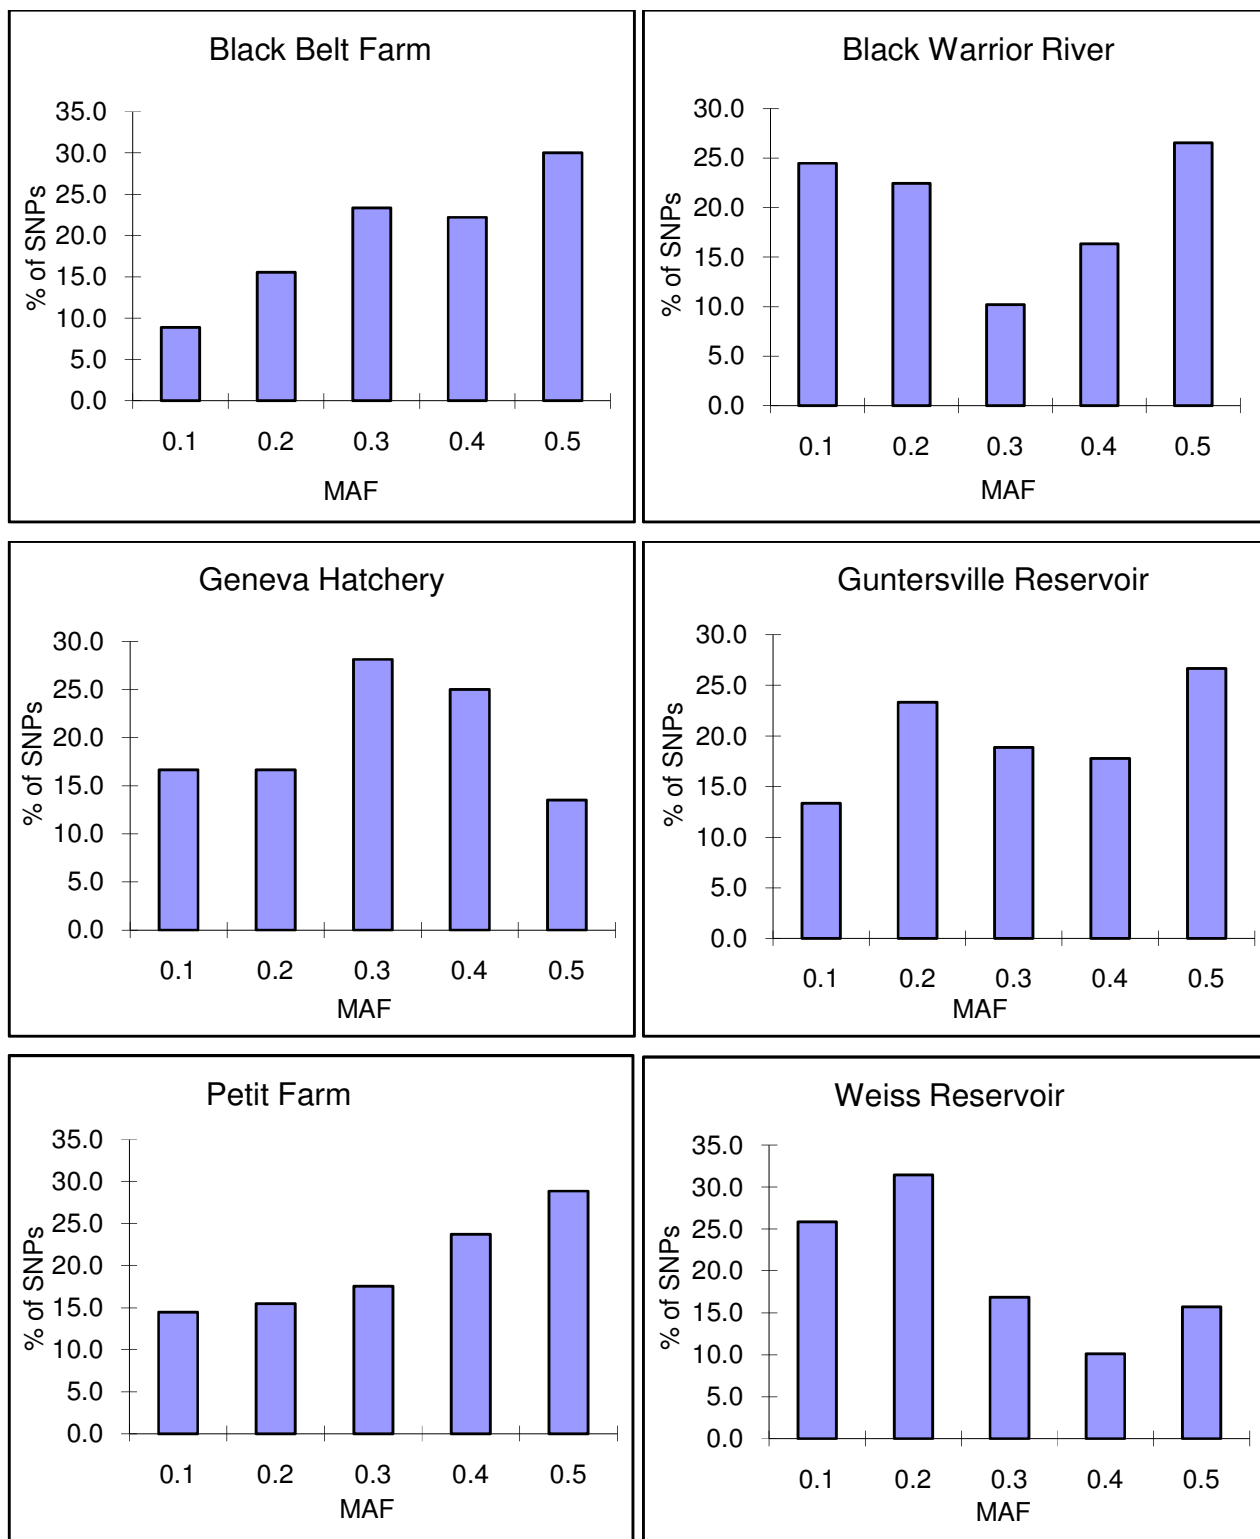 Black Belt Farm
% of SNPs
35.0
30.0
25.0
20.0
15.0
10.0
5.0
0.0
0.1 0.2 0.3 0.4 0.5
MAF
Black Warrior River
% of SNPs
30.0
25.0
20.0
15.0
10.0
5.0
0.0
0.1 0.2 0.3 0.4 0.5
MAF
Geneva Hatchery
% of SNPs
30.0
25.0
20.0
15.0
10.0
5.0
0.0
0.1 0.2 0.3 0.4 0.5
MAF
Guntersville Reservoir
% of SNPs
30.0
25.0
20.0
15.0
10.0
5.0
0.0
0.1 0.2 0.3 0.4 0.5
MAF
Petit Farm
% of SNPs
35.0
30.0
25.0
20.0
15.0
10.0
5.0
0.0
0.1 0.2 0.3 0.4 0.5
MAF
Weiss Reservoir
% of SNPs
35.0
30.0
25.0
20.0
15.0
10.0
5.0
0.0
0.1 0.2 0.3 0.4 0.5
MAF